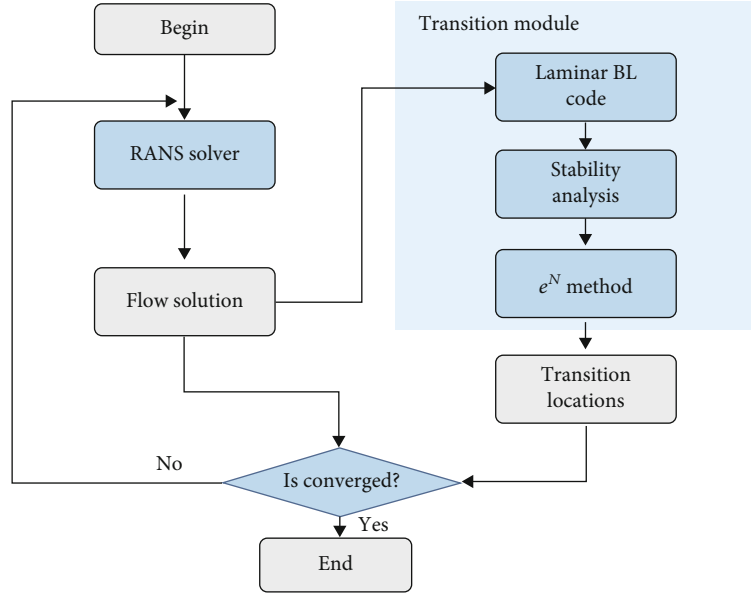 Begin
Transition module
Laminar BL
code
RANS solver
Stability
analysis
Flow solution
e^N method
Transition
locations
No
Is converged?
Yes
End